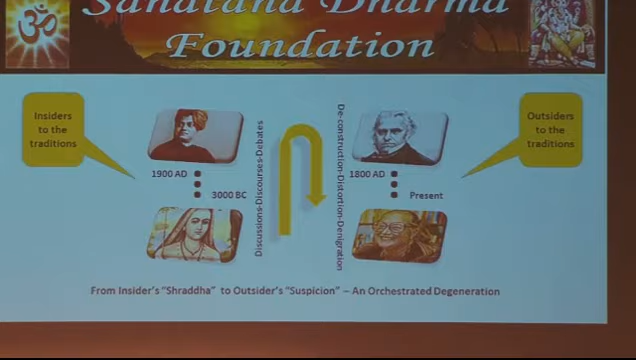 Sanatana Dharma
Foundation
Insiders
to the
traditions
1900 AD
3000 BC
Discussions-Discourses-Debates
De-construction-Distortion-Denigration
1800 AD
Present
Outsiders
to the
traditions
From Insider's "Shraddha" to Outsider's "Suspicion" – An Orchestrated Degeneration